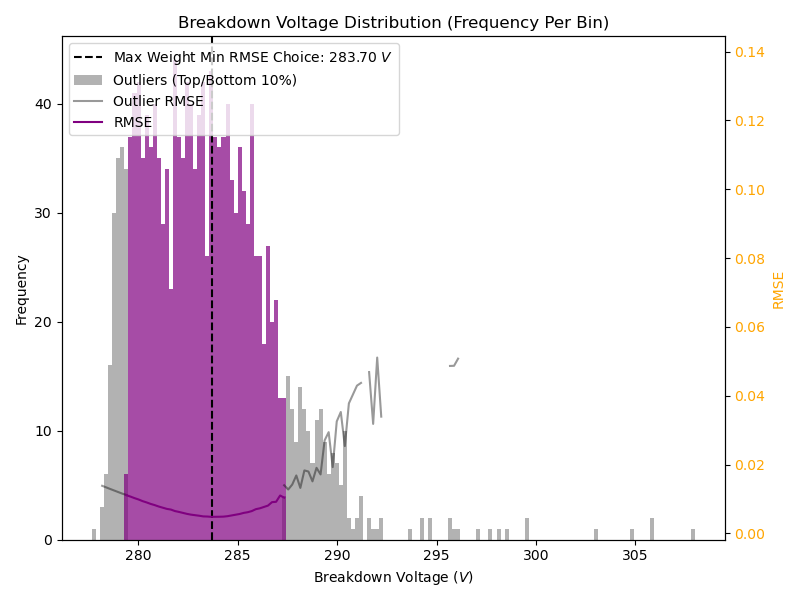 Breakdown Voltage Distribution (Frequency Per Bin)
Max Weight Min RMSE Choice: 283.70 V
Outliers (Top/Bottom 10%)
Outlier RMSE
RMSE
Frequency
40
30
20
10
0
0.14
0.12
0.10
0.08
0.06
0.04
0.02
0.00
RMSE
280 285 290 295 300 305
Breakdown Voltage (V)